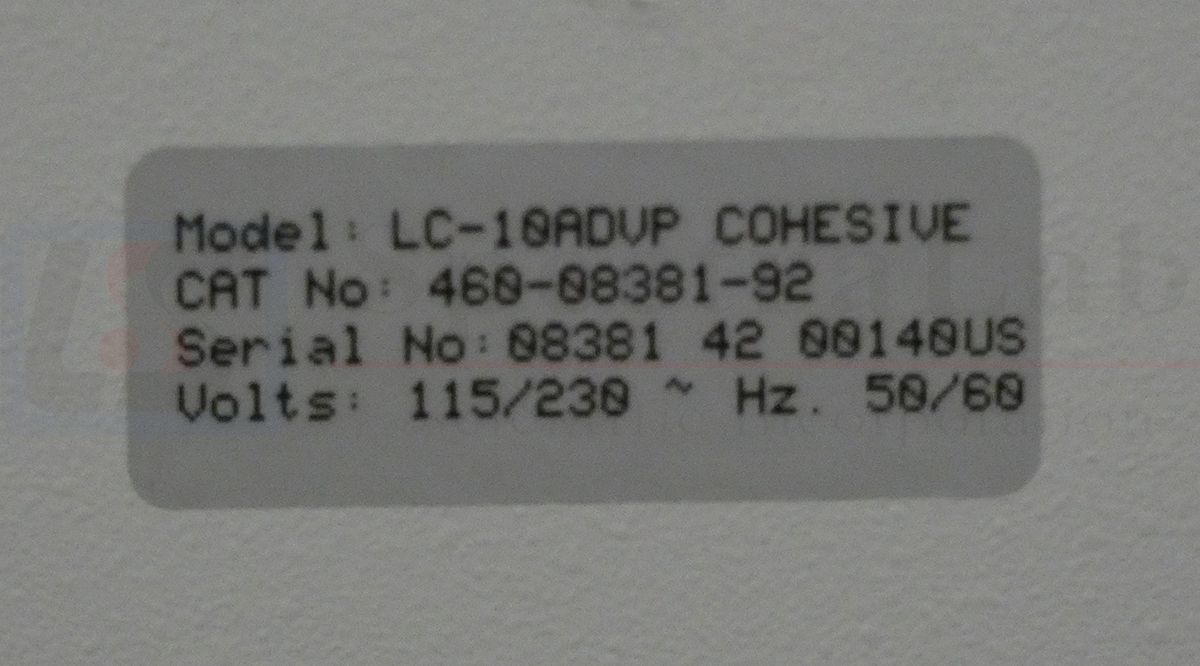 Model: LC-10ADVP COHESIVE
CAT No: 460-08381-92
Serial No: 08381 42 00140US
Volts: 115/230 ~ Hz. 50/60